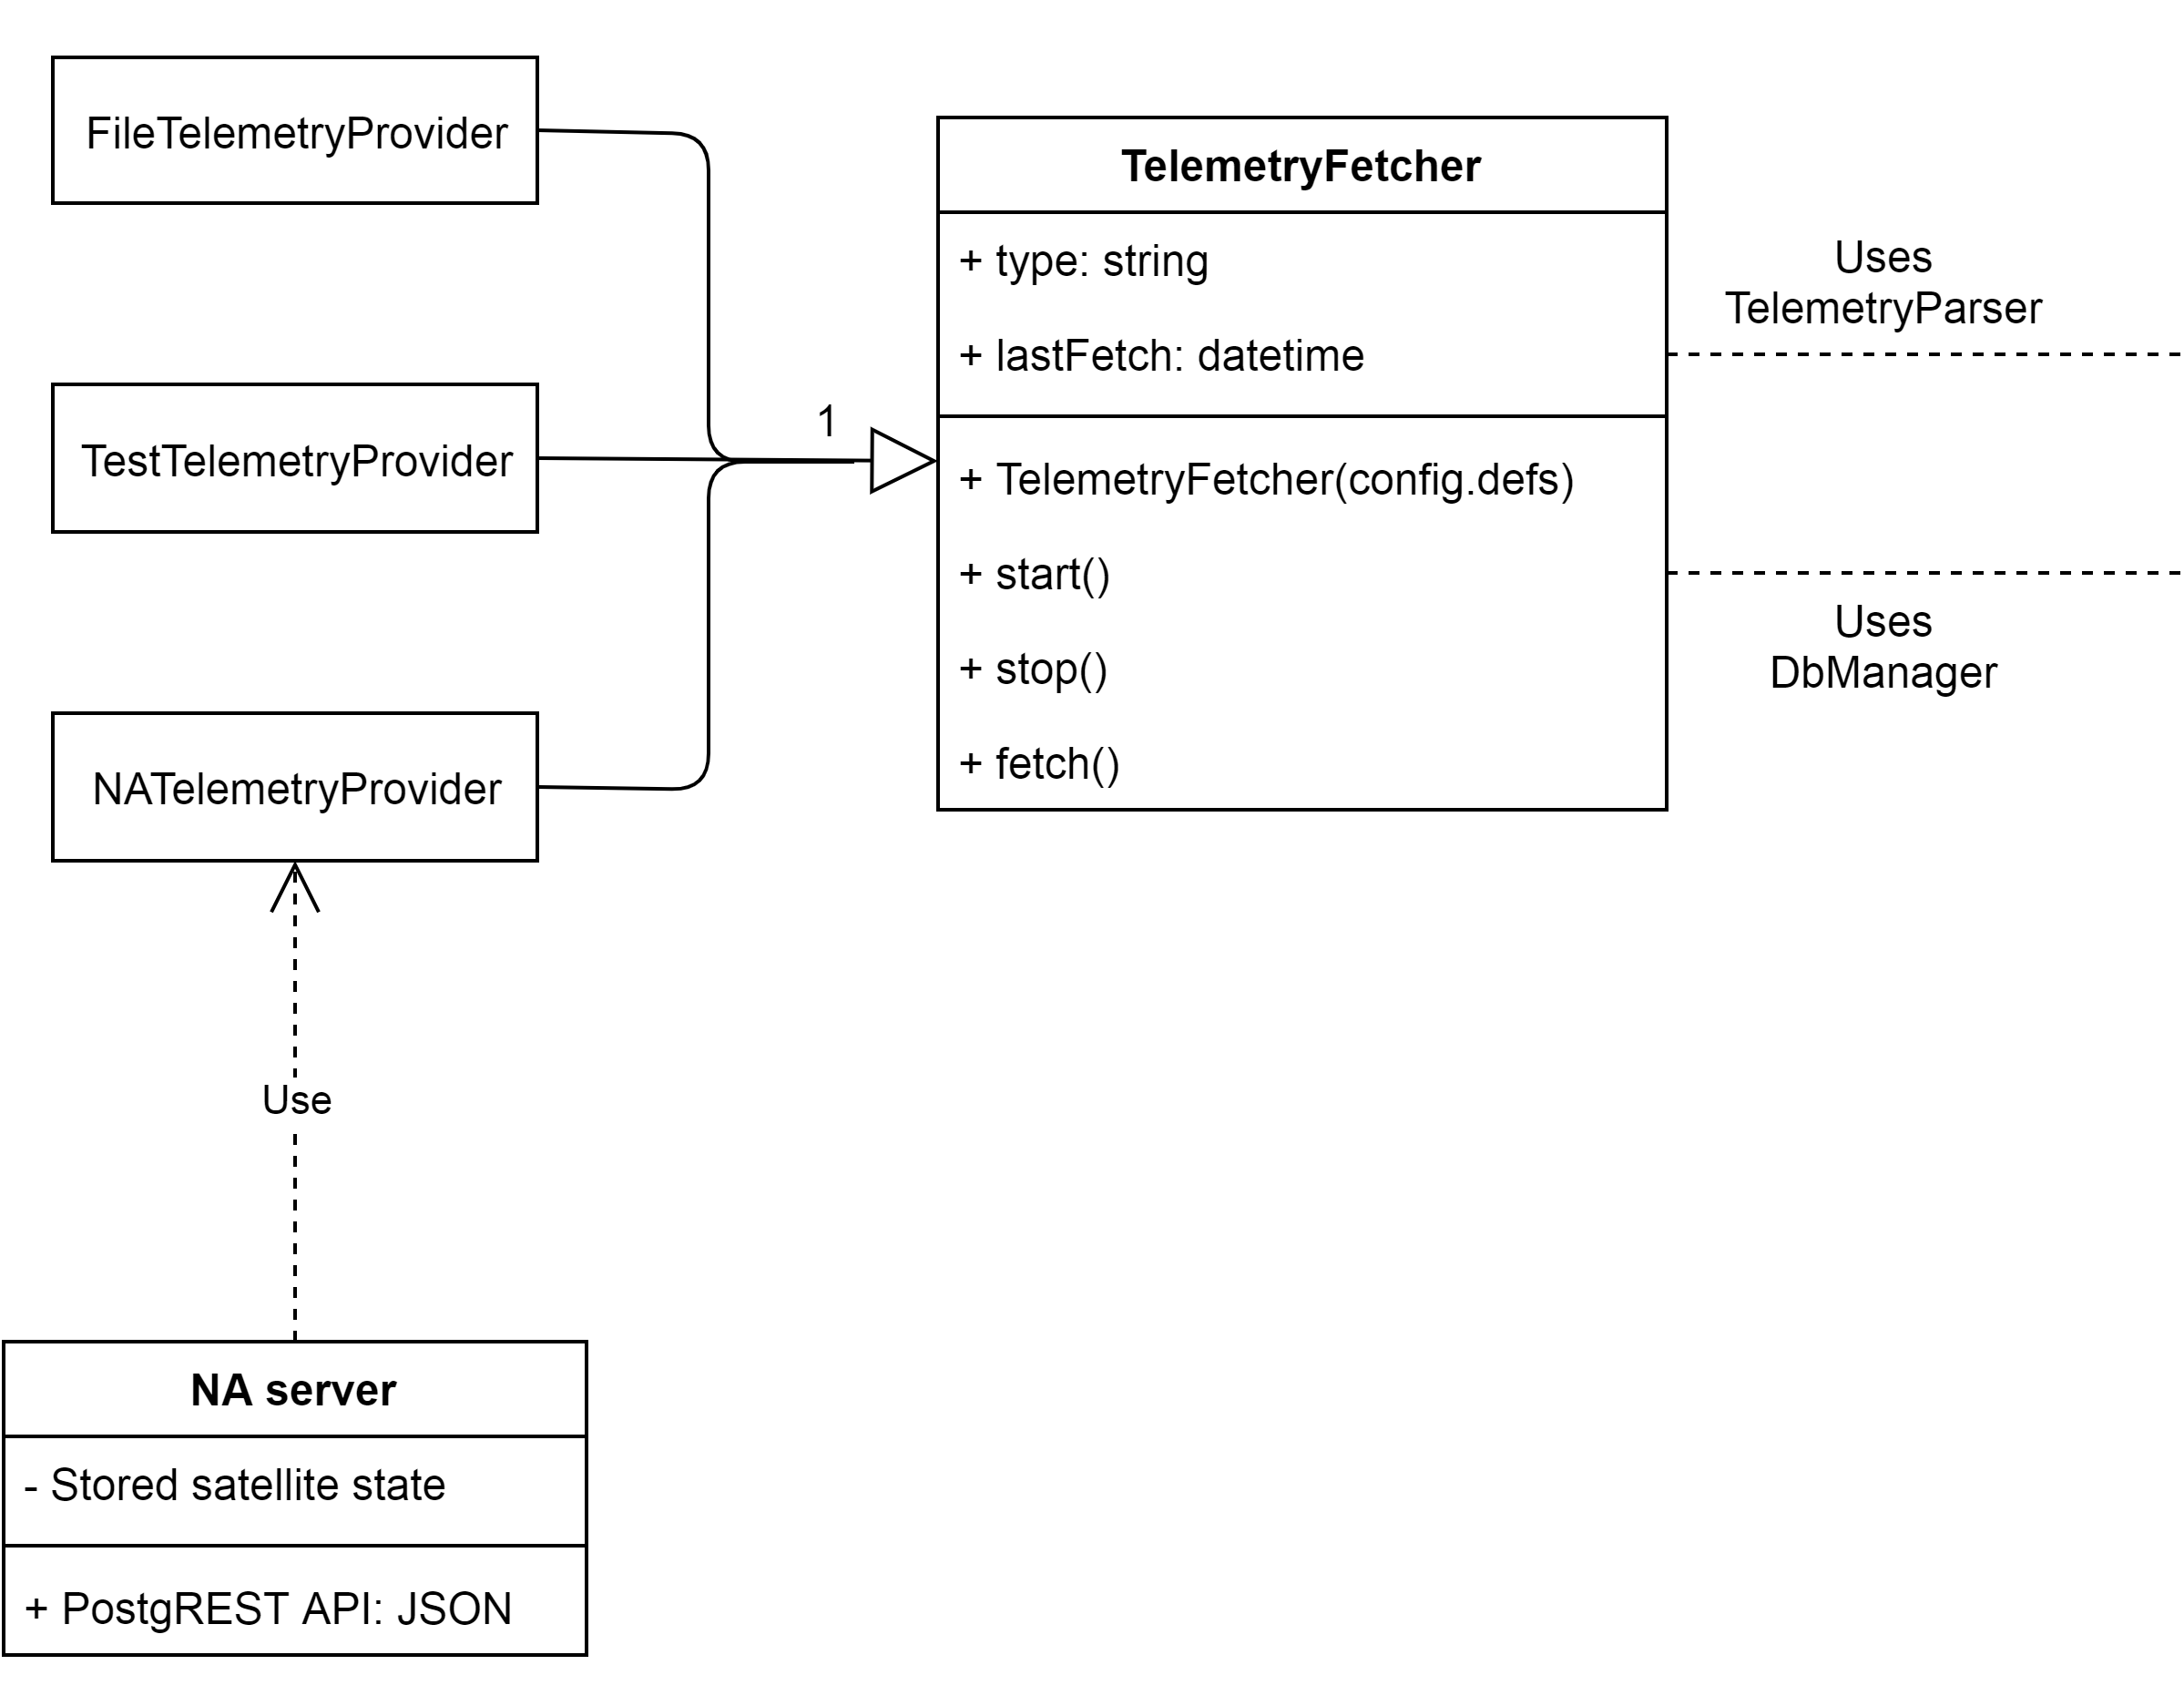 FileTelemetryProvider
TestTelemetryProvider
NATelemetryProvider
1
TelemetryFetcher
+ type: string
+ lastFetch: datetime
+ TelemetryFetcher(config.defs)
+ start()
+ stop()
+ fetch()
Uses
TelemetryParser
Uses
DbManager
Use
NA server
- Stored satellite state
+ PostgREST API: JSON